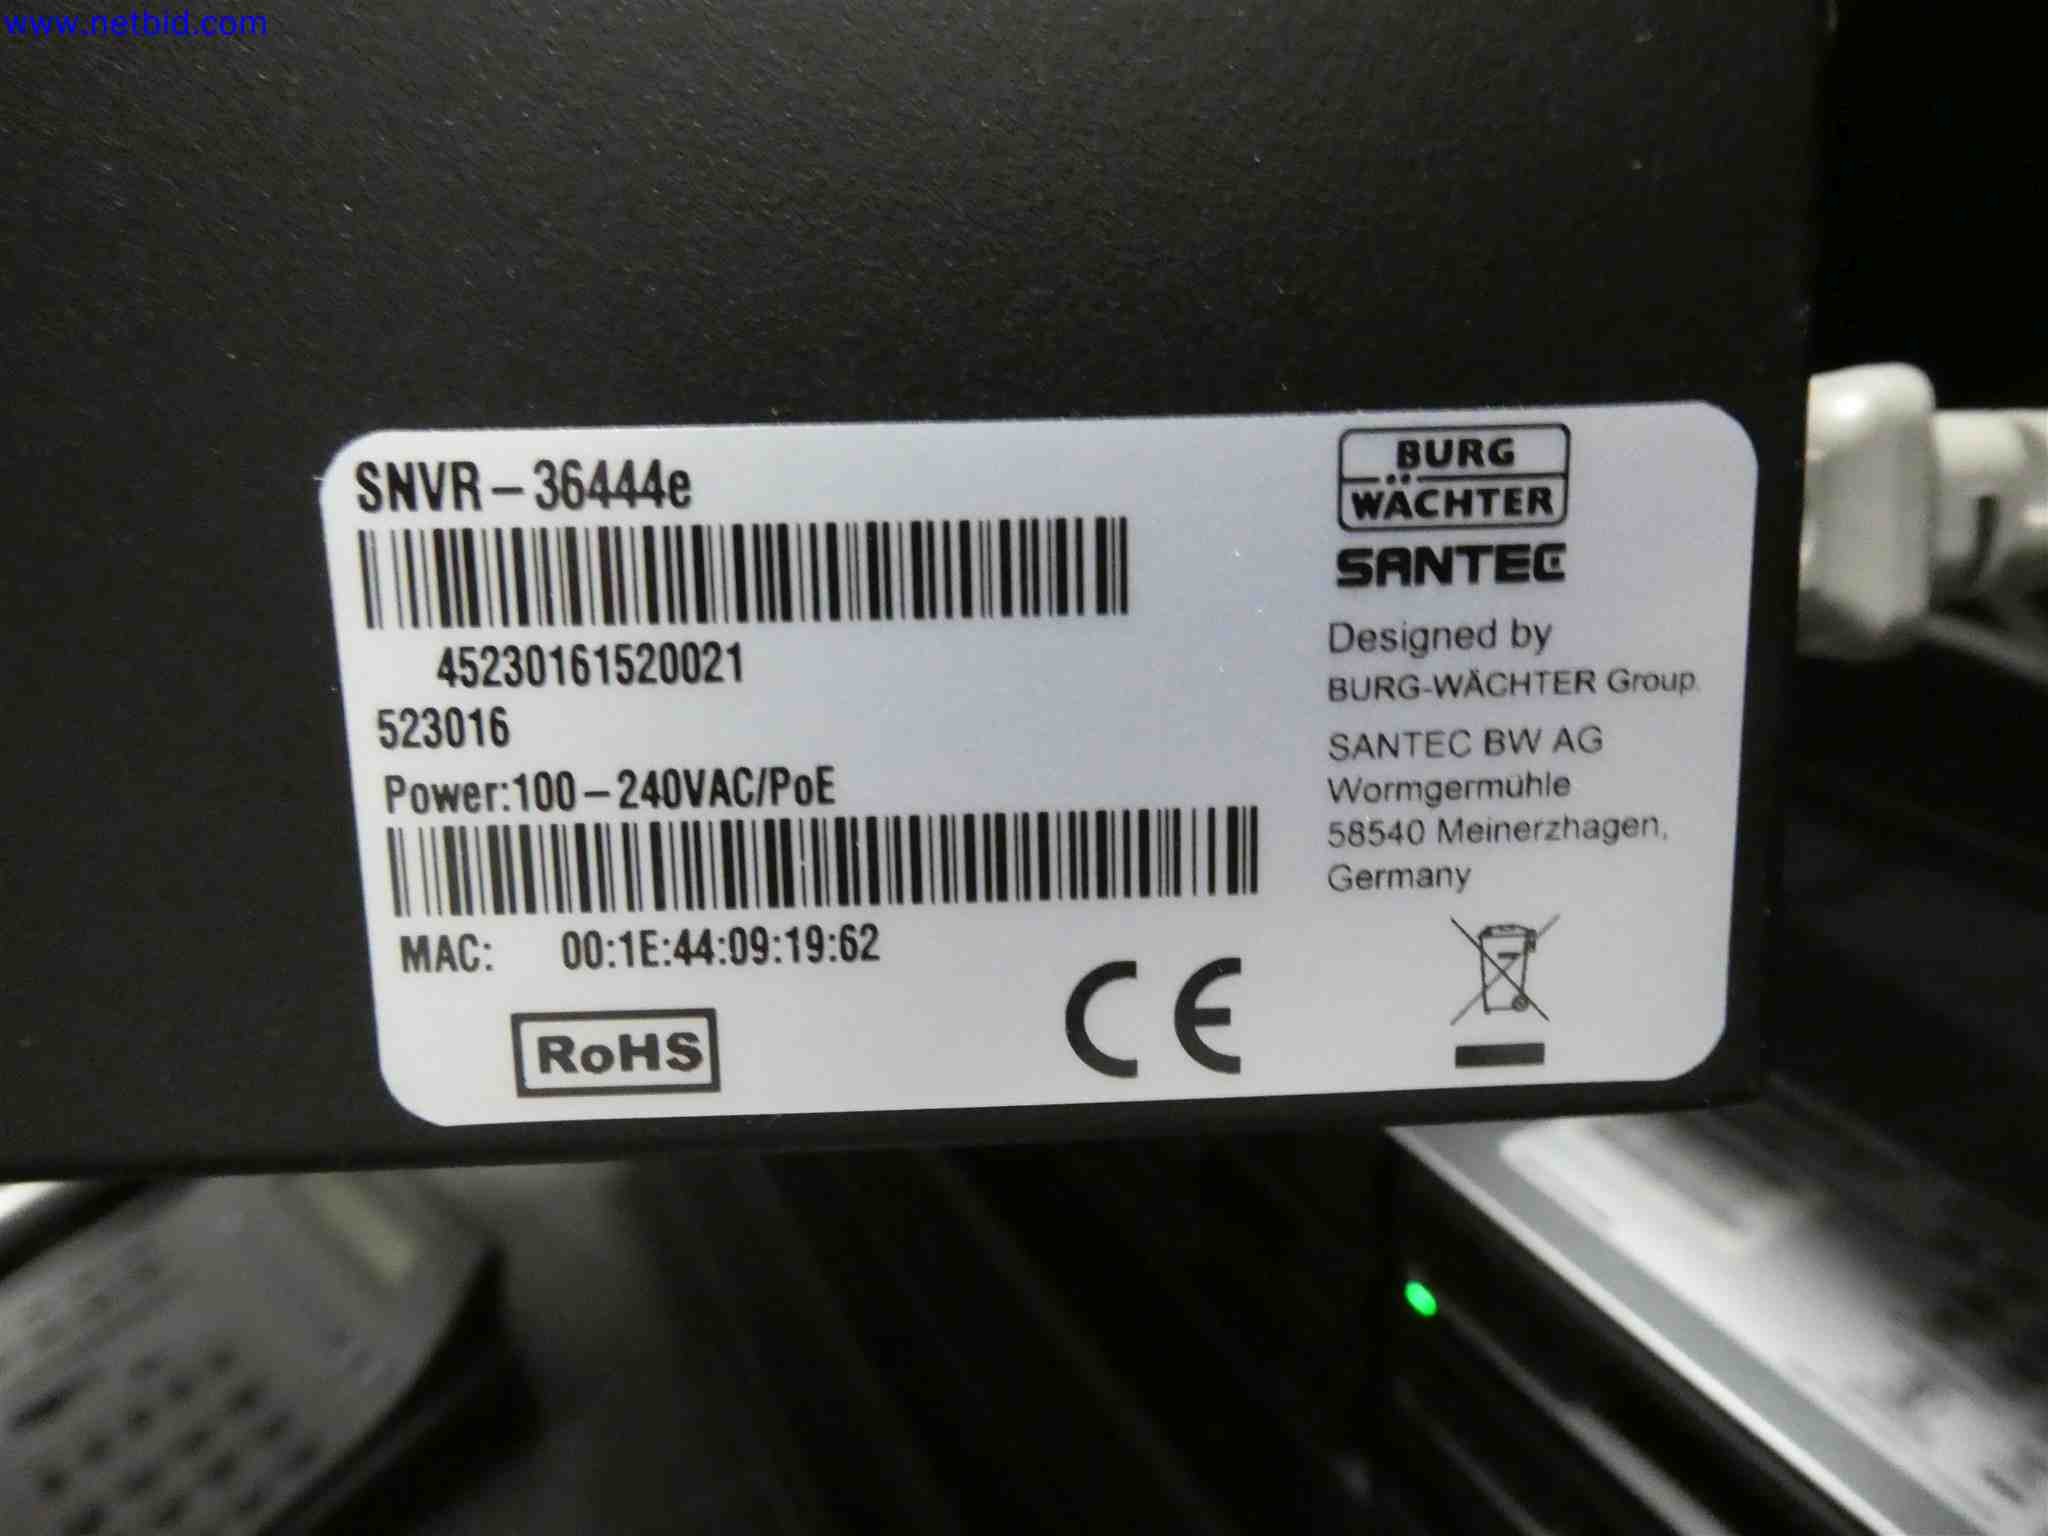 www.netbid.com
SNVR-36444e
45230161520021
523016
Power:100-240VAC/PoE
MAC: 00:1E:44:09:19:62
RoHS
CE
BURG
WÄCHTER
SANTEC
Designed by
BURG-WÄCHTER Group.
SANTEC BW AG
Wormgermühle
58540 Meinerzhagen,
Germany